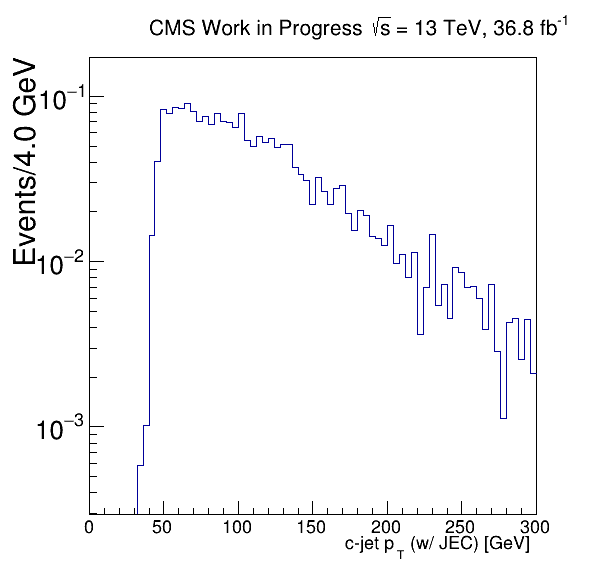 CMS Work in Progress √s = 13 TeV, 36.8 fb⁻¹
Events/4.0 GeV
10⁻¹
10⁻²
10⁻³
0 50 100 150 200 250 300
c-jet p_T (w/ JEC) [GeV]